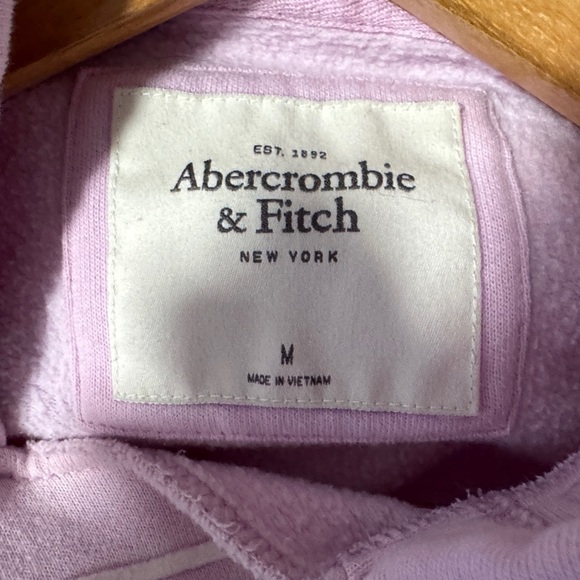 EST. 1892
Abercrombie
& Fitch
NEW YORK
M
MADE IN VIETNAM